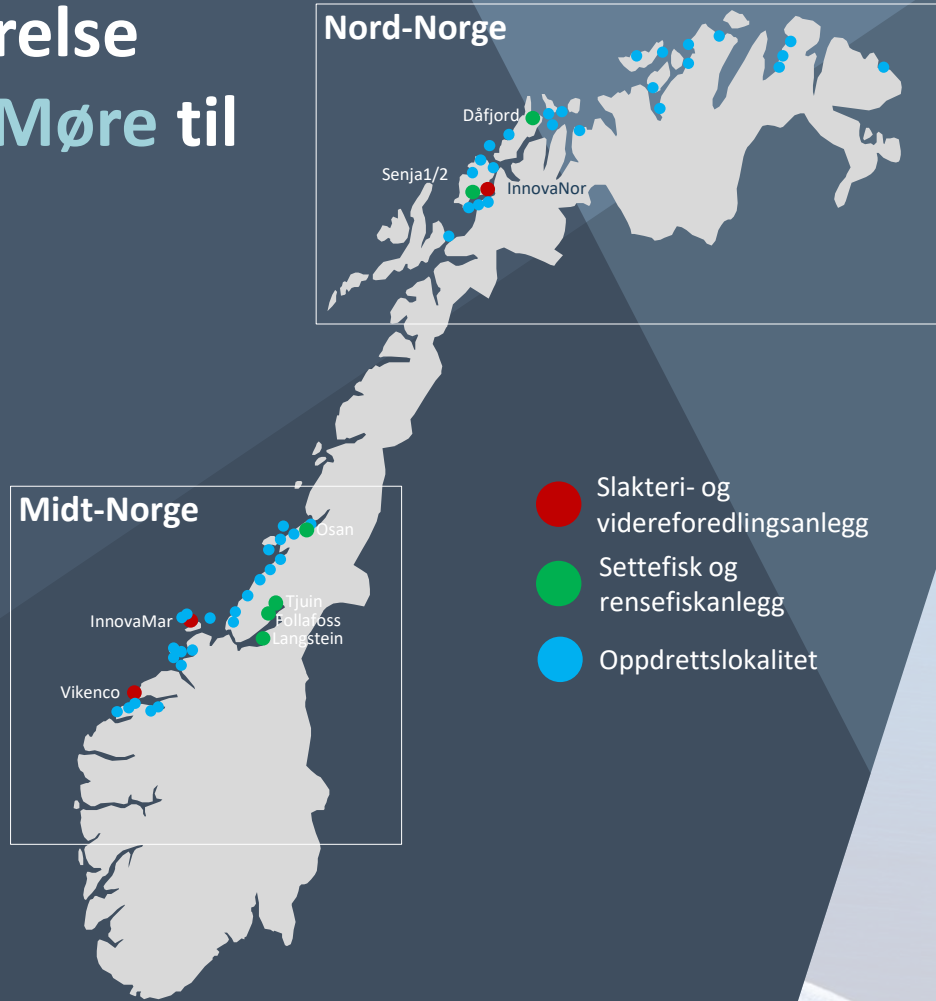 relse
Møre til
Nord-Norge
Dåfjord
Senja1/2
InnovaNor
Midt-Norge
Osan
Tjuin
InnovaMar
Follafoss
Langstein
Vikenco
Slakteri- og
videreforedlingsanlegg
Settefisk og
rensefiskanlegg
Oppdrettslokalitet